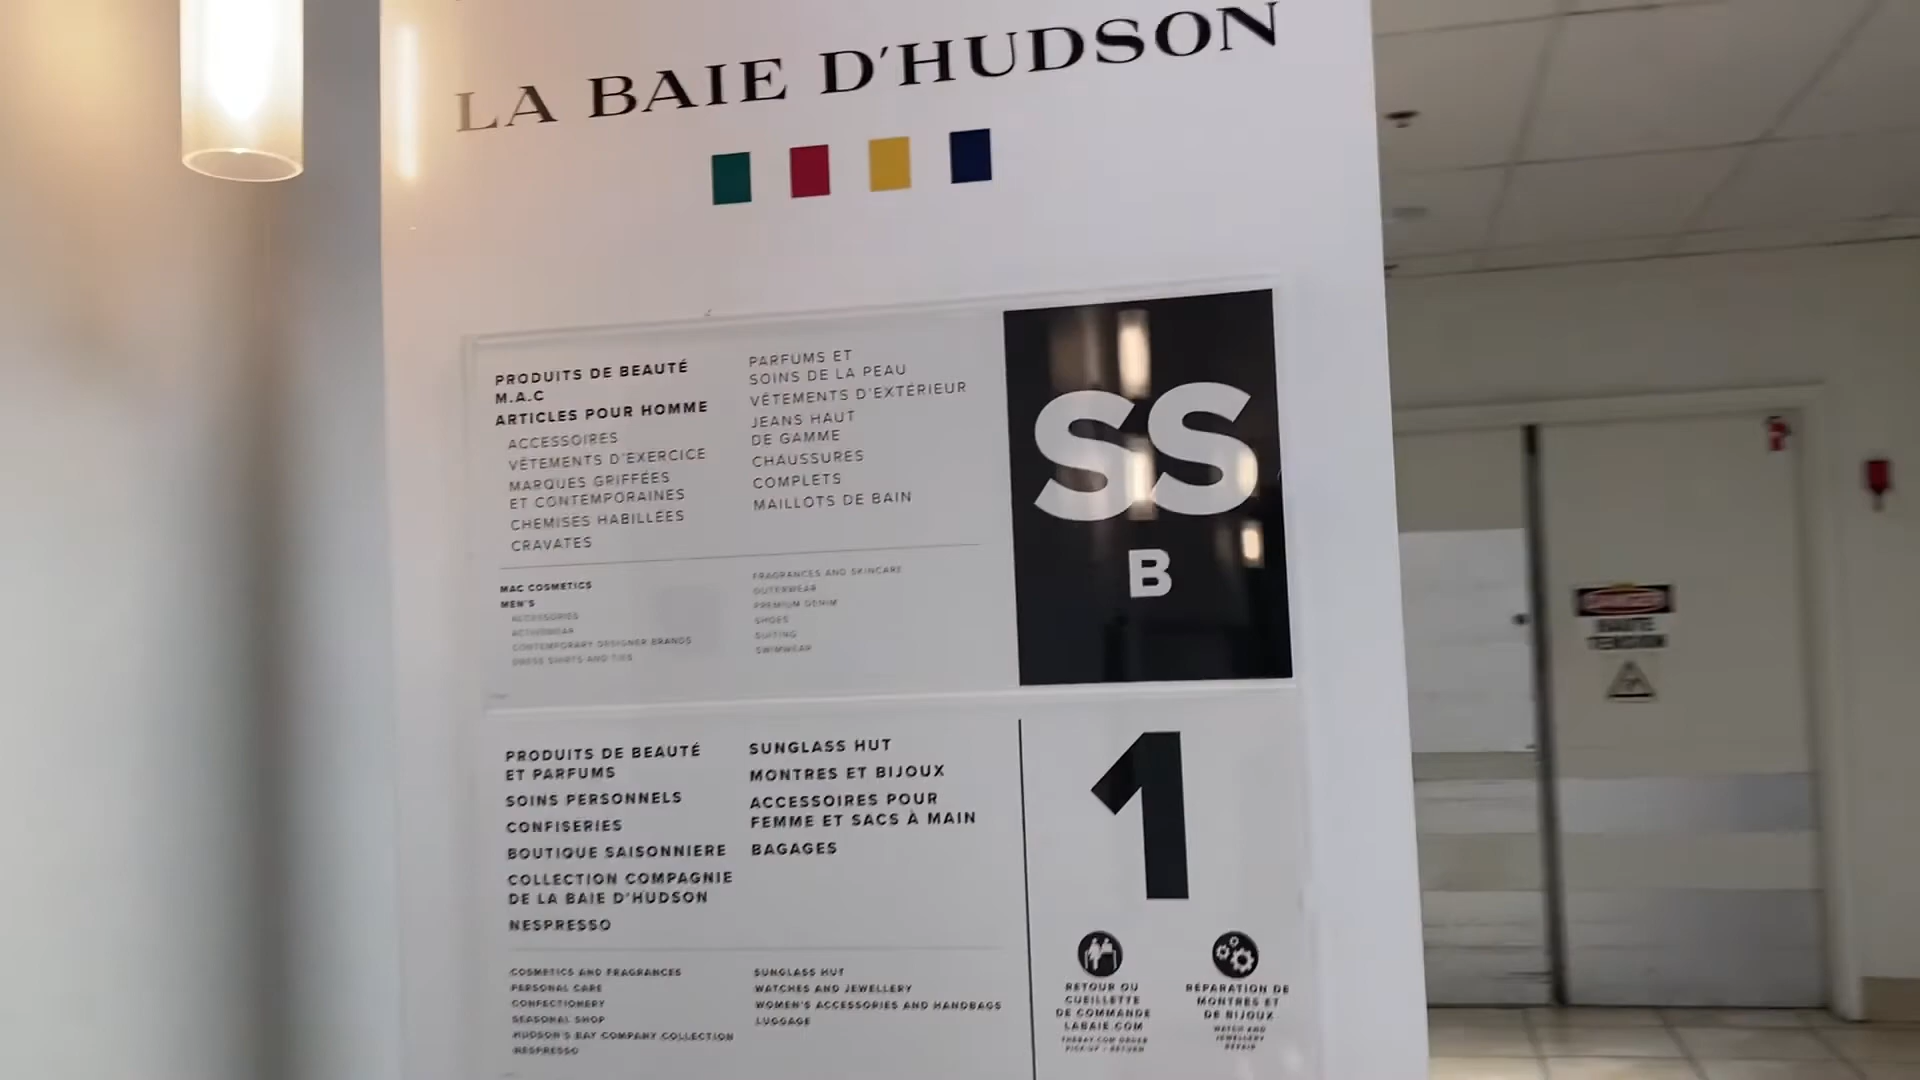 LA BAIE D'HUDSON
PRODUITS DE BEAUTÉ
M.A.C
ARTICLES POUR HOMME
ACCESSOIRES
VÊTEMENTS D'EXERCICE
MARQUES GRIFFÉES
ET CONTEMPORAINES
CHEMISES HABILLÉES
CRAVATES
PARFUMS ET
SOINS DE LA PEAU
VÊTEMENTS D'EXTÉRIEUR
JEANS HAUT
DE GAMME
CHAUSSURES
COMPLETS
MAILLOTS DE BAIN
SS
B
MAC COSMETICS
MEN'S
ACCESSORIES
ACTIVEWEAR
CONTEMPORARY DESIGNER BRANDS
DRESS SHIRTS AND TIES
FRAGRANCES AND SKINCARE
OUTERWEAR
PREMIUM DENIM
SHOES
SUITING
SWIMWEAR
PRODUITS DE BEAUTÉ
ET PARFUMS
SOINS PERSONNELS
CONFISERIES
BOUTIQUE SAISONNIERE
COLLECTION COMPAGNIE
DE LA BAIE D'HUDSON
NESPRESSO
SUNGLASS HUT
MONTRES ET BIJOUX
ACCESSOIRES POUR
FEMME ET SACS À MAIN
BAGAGES
1
COSMETICS AND FRAGRANCES
PERSONAL CARE
CONFECTIONERY
SEASONAL SHOP
HUDSON'S BAY COMPANY COLLECTION
NESPRESSO
SUNGLASS HUT
WATCHES AND JEWELLERY
WOMEN'S ACCESSORIES AND HANDBAGS
LUGGAGE
RETOUR OU
CUEILLETTE
DE COMMANDE
LABAIE.COM
THEBAY.COM ORDER
PICK-UP / RETURN
RÉPARATION DE
MONTRES ET
DE BIJOUX
WATCH AND
JEWELLERY
REPAIR
DANGER
HAUTE
TENSION